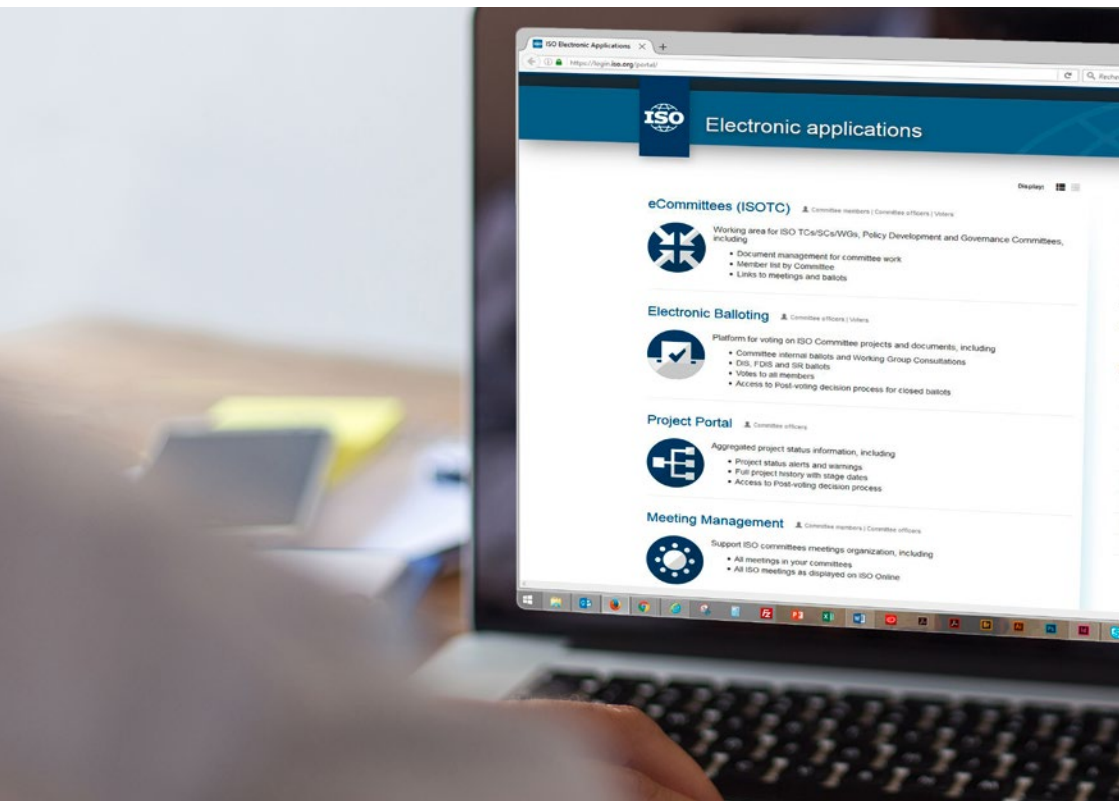 ISO Electronic Applications
https://login.iso.org/portal/
ISO
Electronic applications
Display:
eCommittees (ISOTC) Committee members | Committee officers | Voters
Working area for ISO TCs/SCs/WGs, Policy Development and Governance Committees,
including
• Document management for committee work
• Member list by Committee
• Links to meetings and ballots
Electronic Balloting Committee officers | Voters
Platform for voting on ISO Committee projects and documents, including
• Committee internal ballots and Working Group Consultations
• DIS, FDIS and SR ballots
• Votes to all members
• Access to Post-voting decision process for closed ballots
Project Portal Committee officers
Aggregated project status information, including
• Project status alerts and warnings
• Full project history with stage dates
• Access to Post-voting decision process
Meeting Management Committee members | Committee officers
Support ISO committees meetings organization, including
• All meetings in your committees
• All ISO meetings as displayed on ISO Online